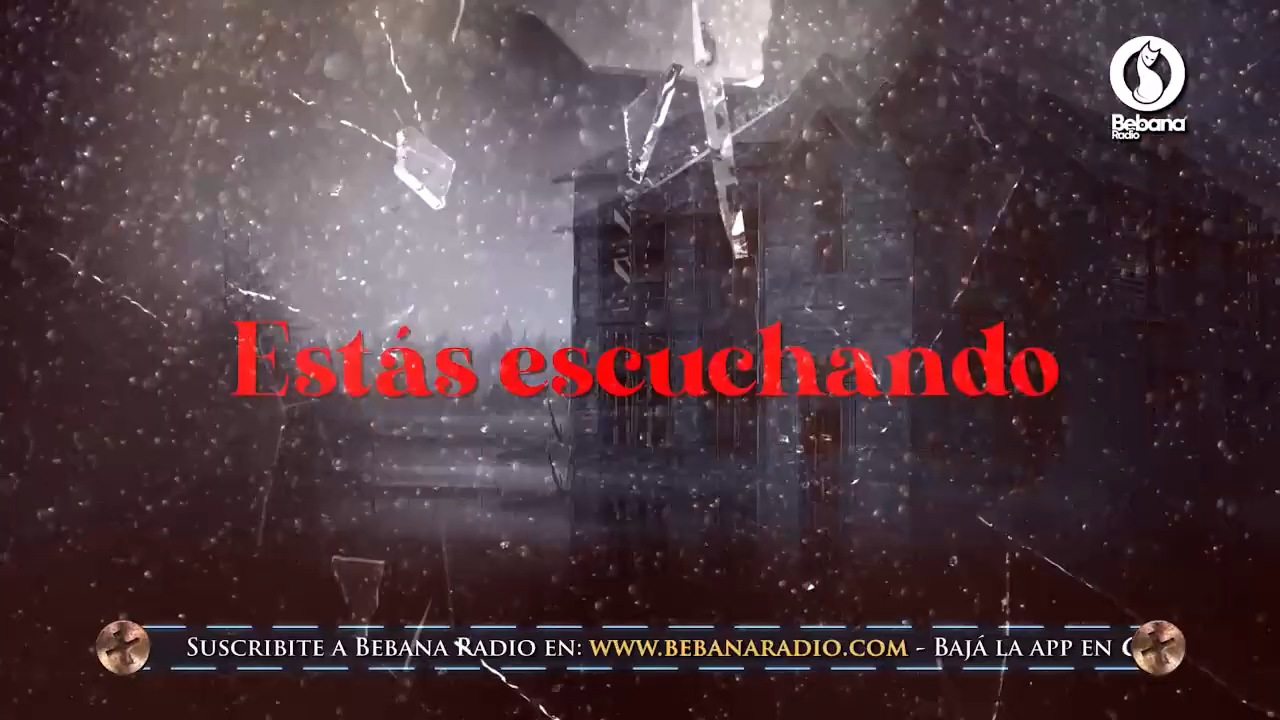 Bebana
Radio
Estás escuchando
SUSCRIBITE A BEBANA RADIO EN: WWW.BEBANARADIO.COM - BAJÁ LA APP EN